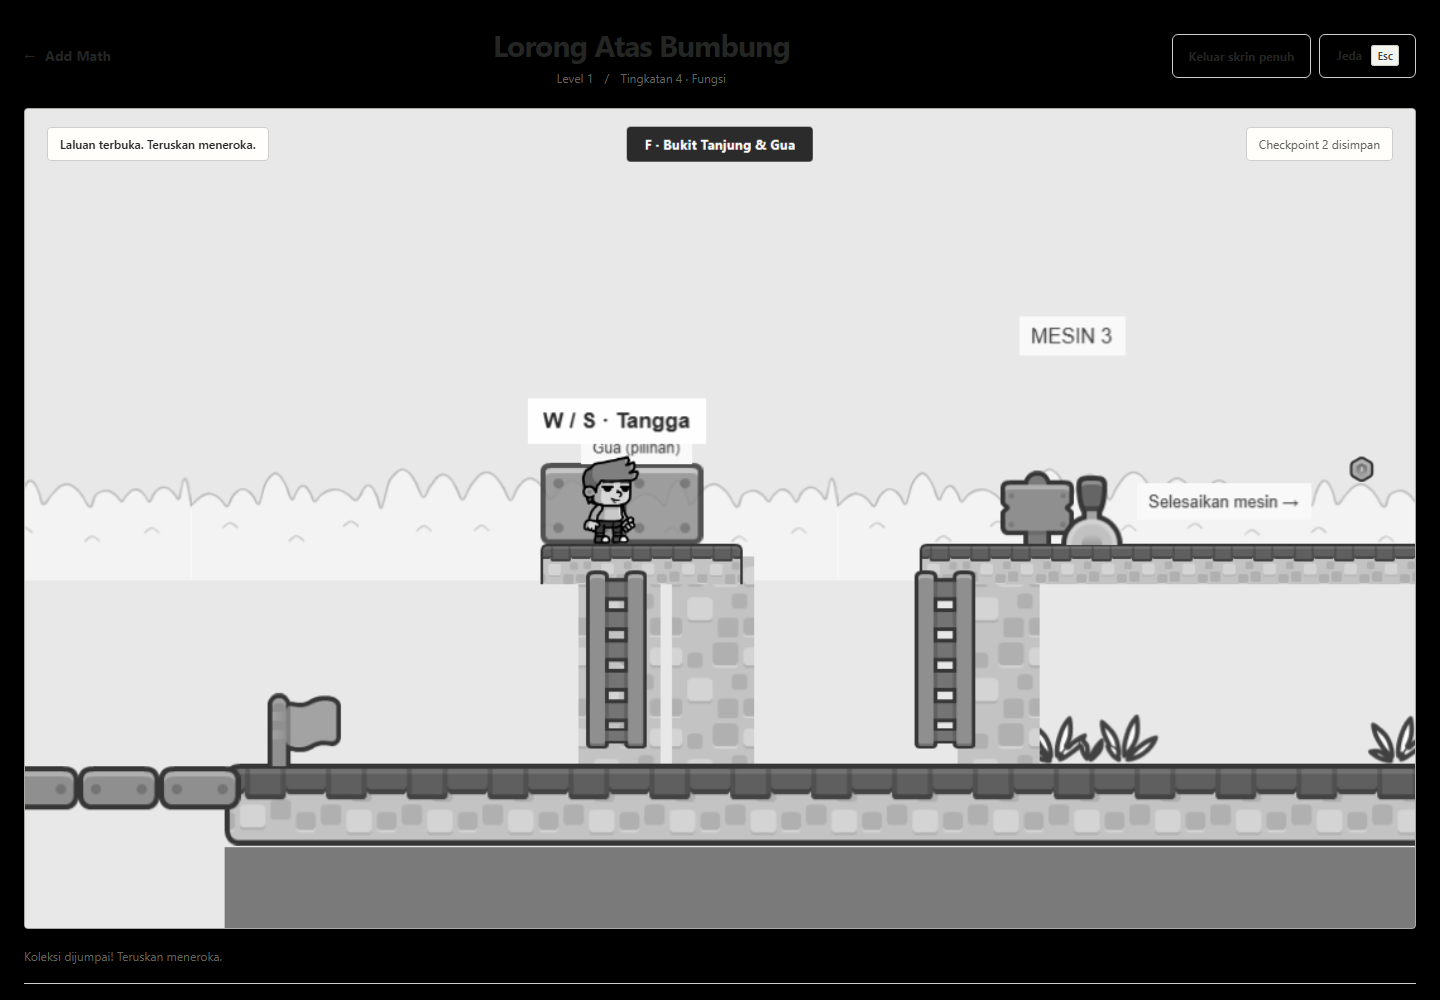 ← Add Math
Lorong Atas Bumbung
Level 1 / Tingkatan 4 · Fungsi
Keluar skrin penuh
Jeda Esc
Laluan terbuka. Teruskan meneroka.
F · Bukit Tanjung & Gua
Checkpoint 2 disimpan
MESIN 3
W / S · Tangga
Gua (pilihan)
Selesaikan mesin →
Koleksi dijumpai! Teruskan meneroka.